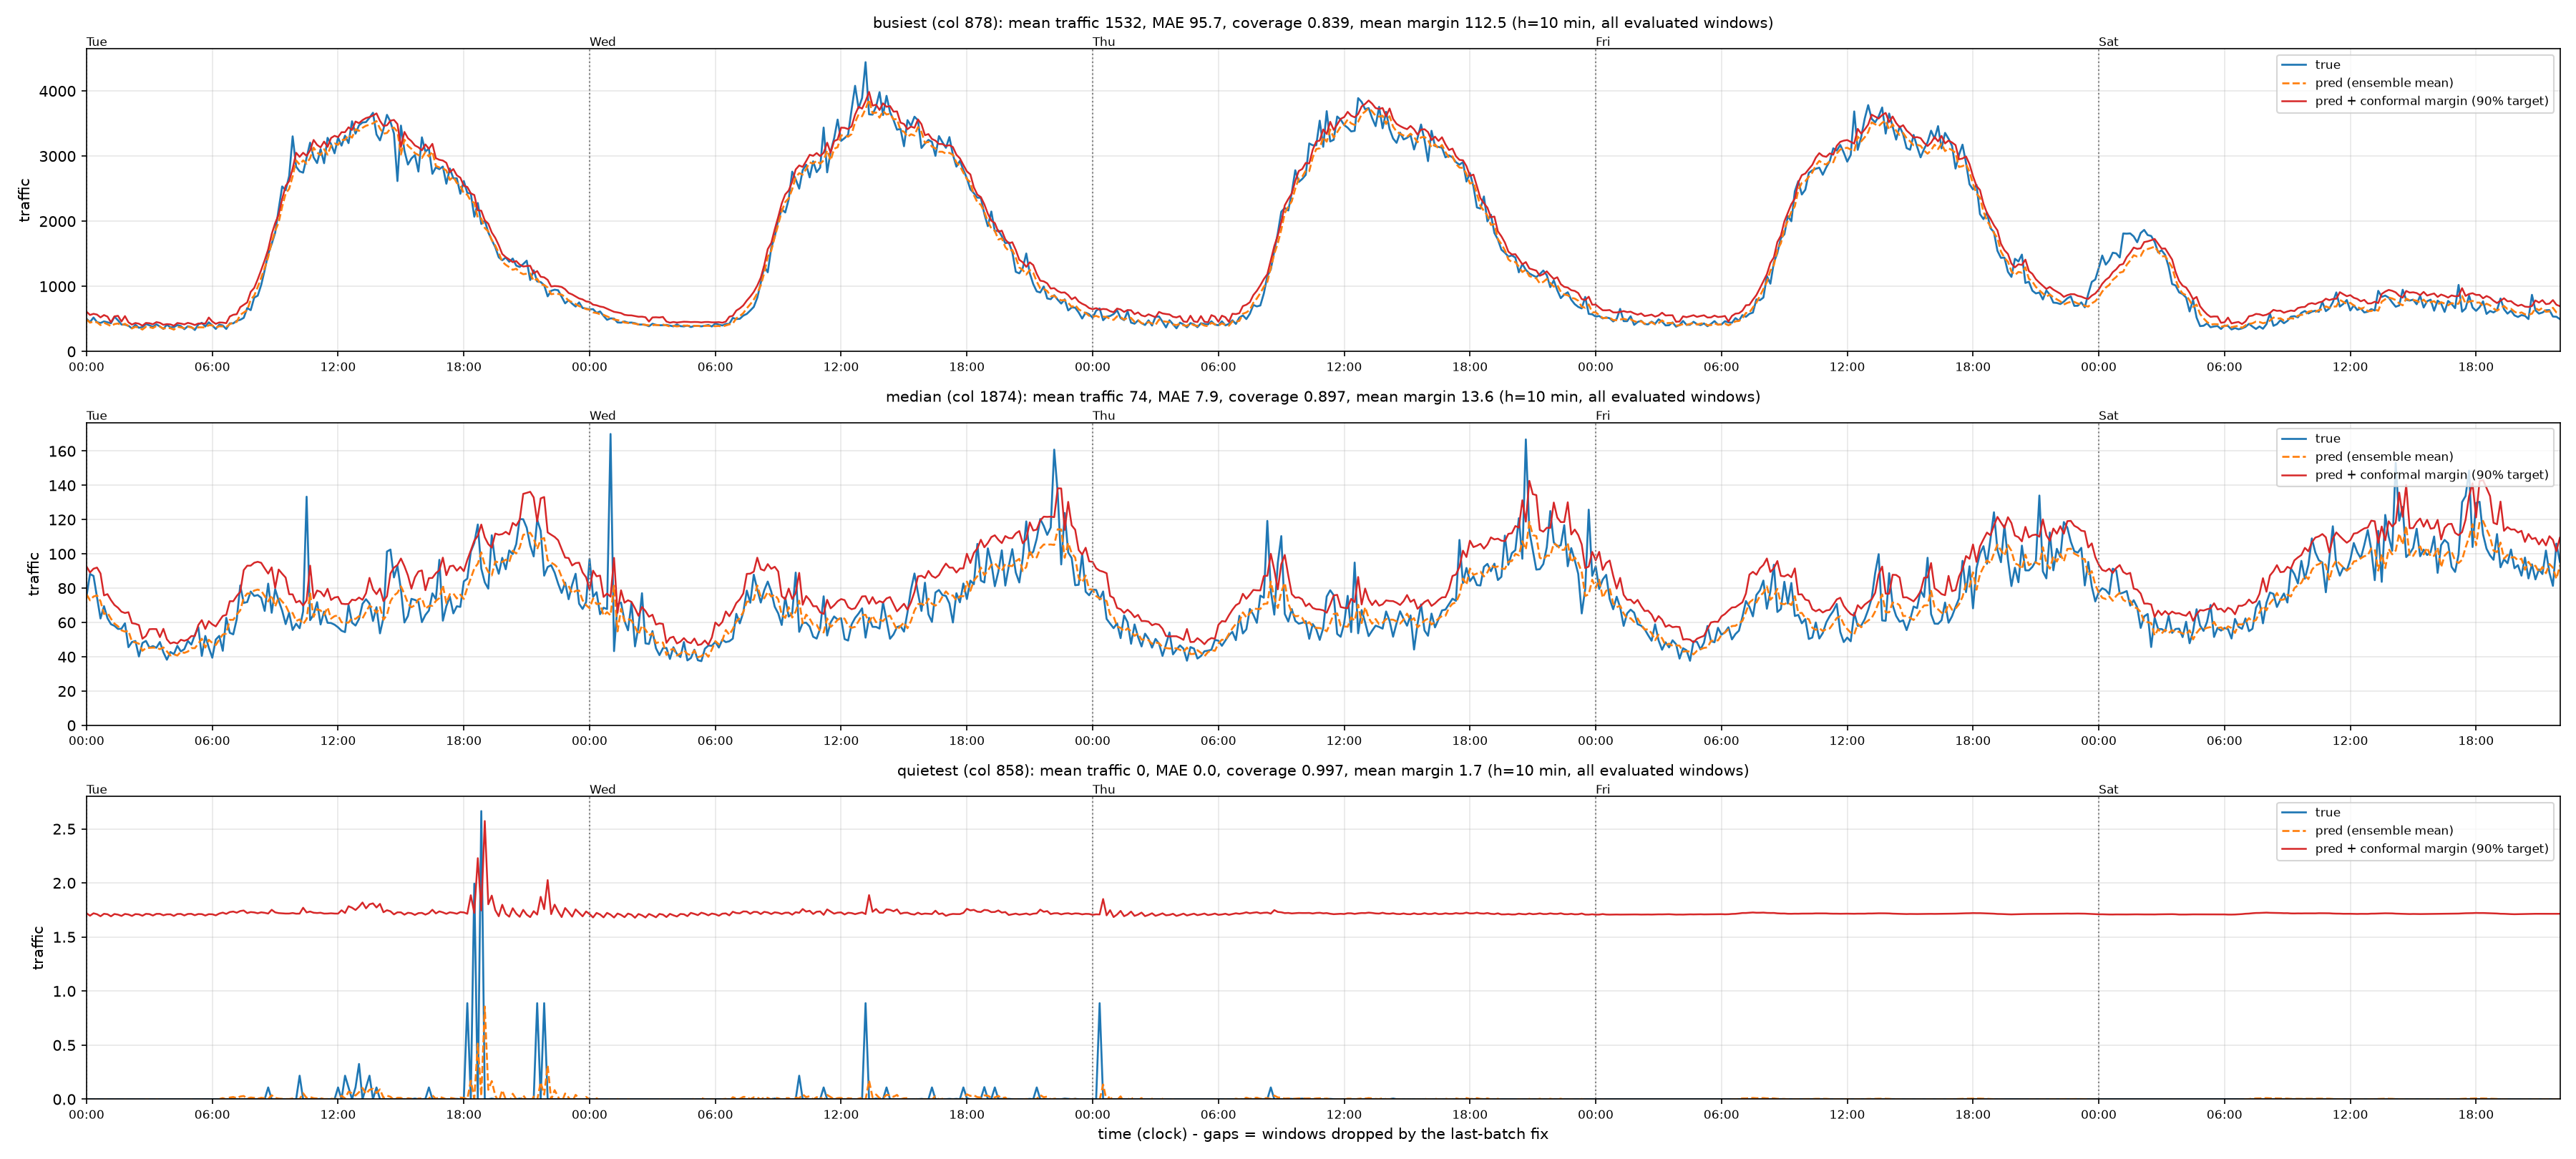 busiest (col 878): mean traffic 1532, MAE 95.7, coverage 0.839, mean margin 112.5 (h=10 min, all evaluated windows)
Tue Wed Thu Fri Sat
true
pred (ensemble mean)
pred + conformal margin (90% target)
traffic
4000
3000
2000
1000
0
00:00 06:00 12:00 18:00 00:00 06:00 12:00 18:00 00:00 06:00 12:00 18:00 00:00 06:00 12:00 18:00 00:00 06:00 12:00 18:00
median (col 1874): mean traffic 74, MAE 7.9, coverage 0.897, mean margin 13.6 (h=10 min, all evaluated windows)
Tue Wed Thu Fri Sat
true
pred (ensemble mean)
pred + conformal margin (90% target)
traffic
160
140
120
100
80
60
40
20
0
00:00 06:00 12:00 18:00 00:00 06:00 12:00 18:00 00:00 06:00 12:00 18:00 00:00 06:00 12:00 18:00 00:00 06:00 12:00 18:00
quietest (col 858): mean traffic 0, MAE 0.0, coverage 0.997, mean margin 1.7 (h=10 min, all evaluated windows)
Tue Wed Thu Fri Sat
true
pred (ensemble mean)
pred + conformal margin (90% target)
traffic
2.5
2.0
1.5
1.0
0.5
0.0
00:00 06:00 12:00 18:00 00:00 06:00 12:00 18:00 00:00 06:00 12:00 18:00 00:00 06:00 12:00 18:00 00:00 06:00 12:00 18:00
time (clock) - gaps = windows dropped by the last-batch fix